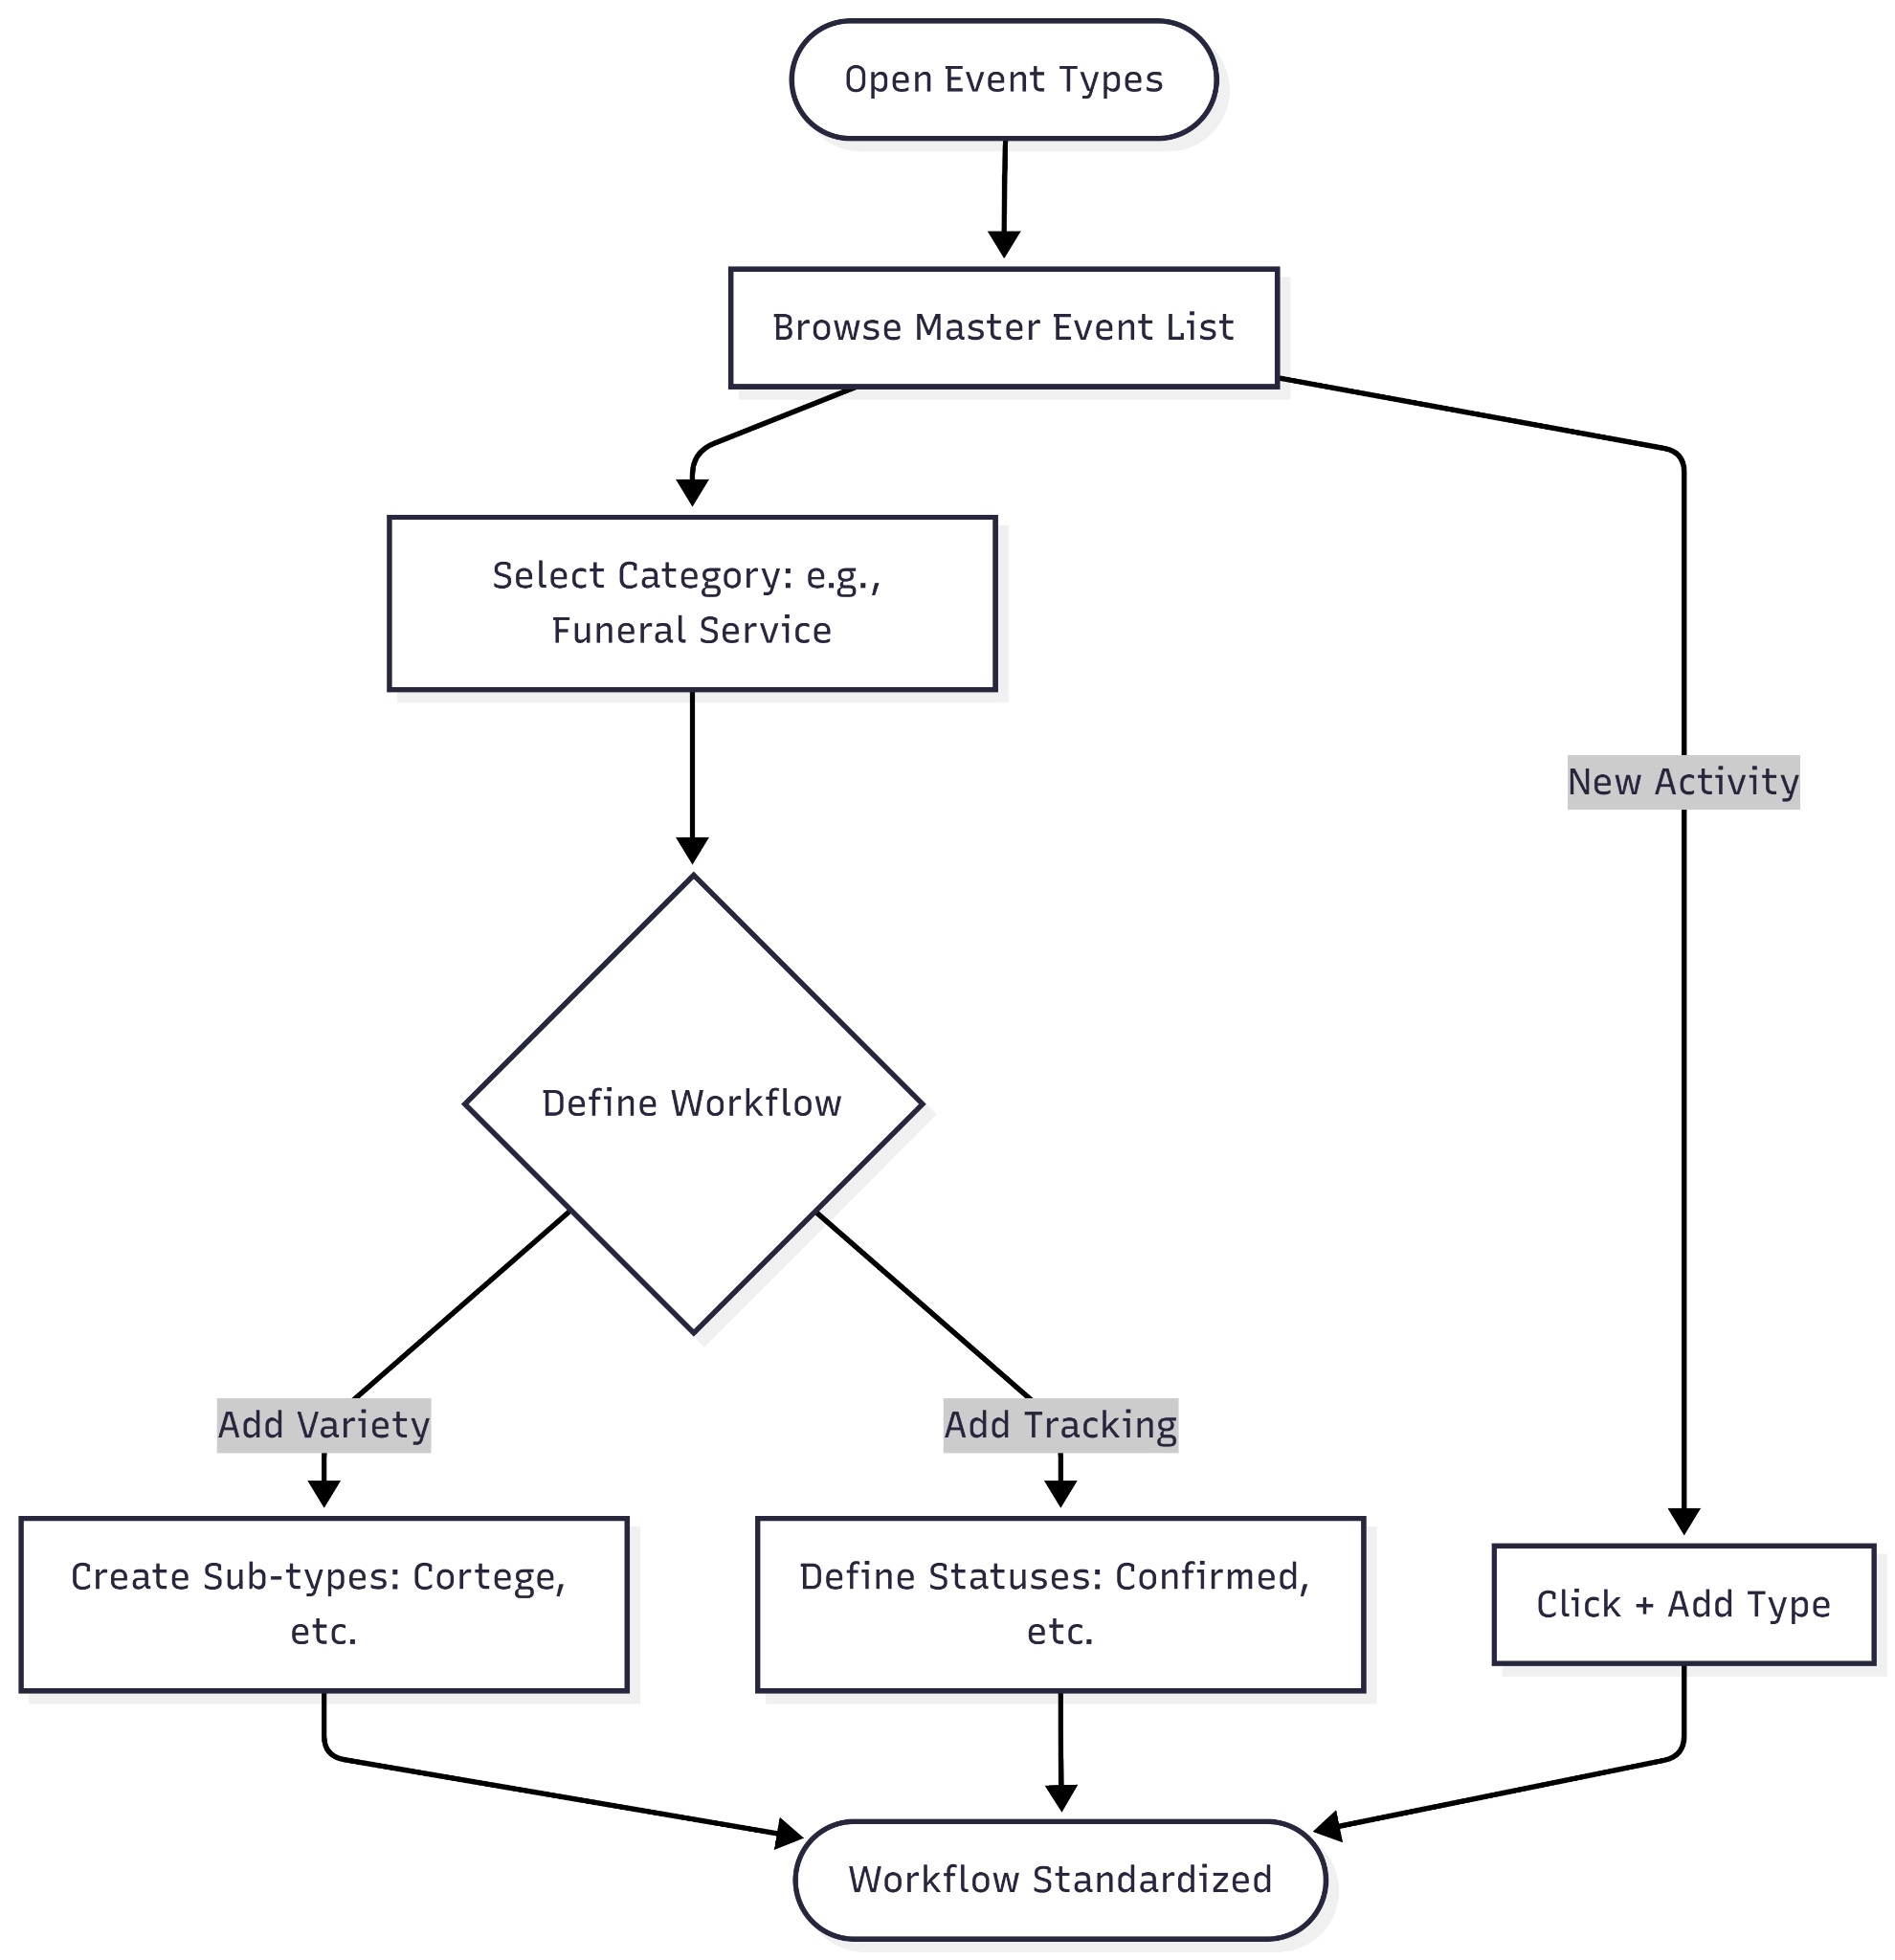 Open Event Types
Browse Master Event List
Select Category: e.g.,
Funeral Service
New Activity
Define Workflow
Add Variety
Add Tracking
Create Sub-types: Cortege,
etc.
Define Statuses: Confirmed,
etc.
Click + Add Type
Workflow Standardized